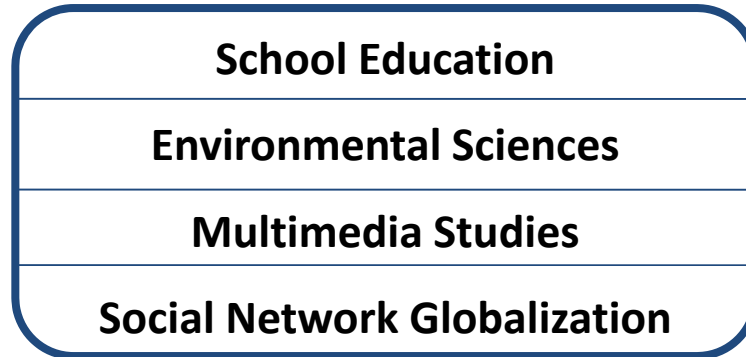 School Education
Environmental Sciences
Multimedia Studies
Social Network Globalization